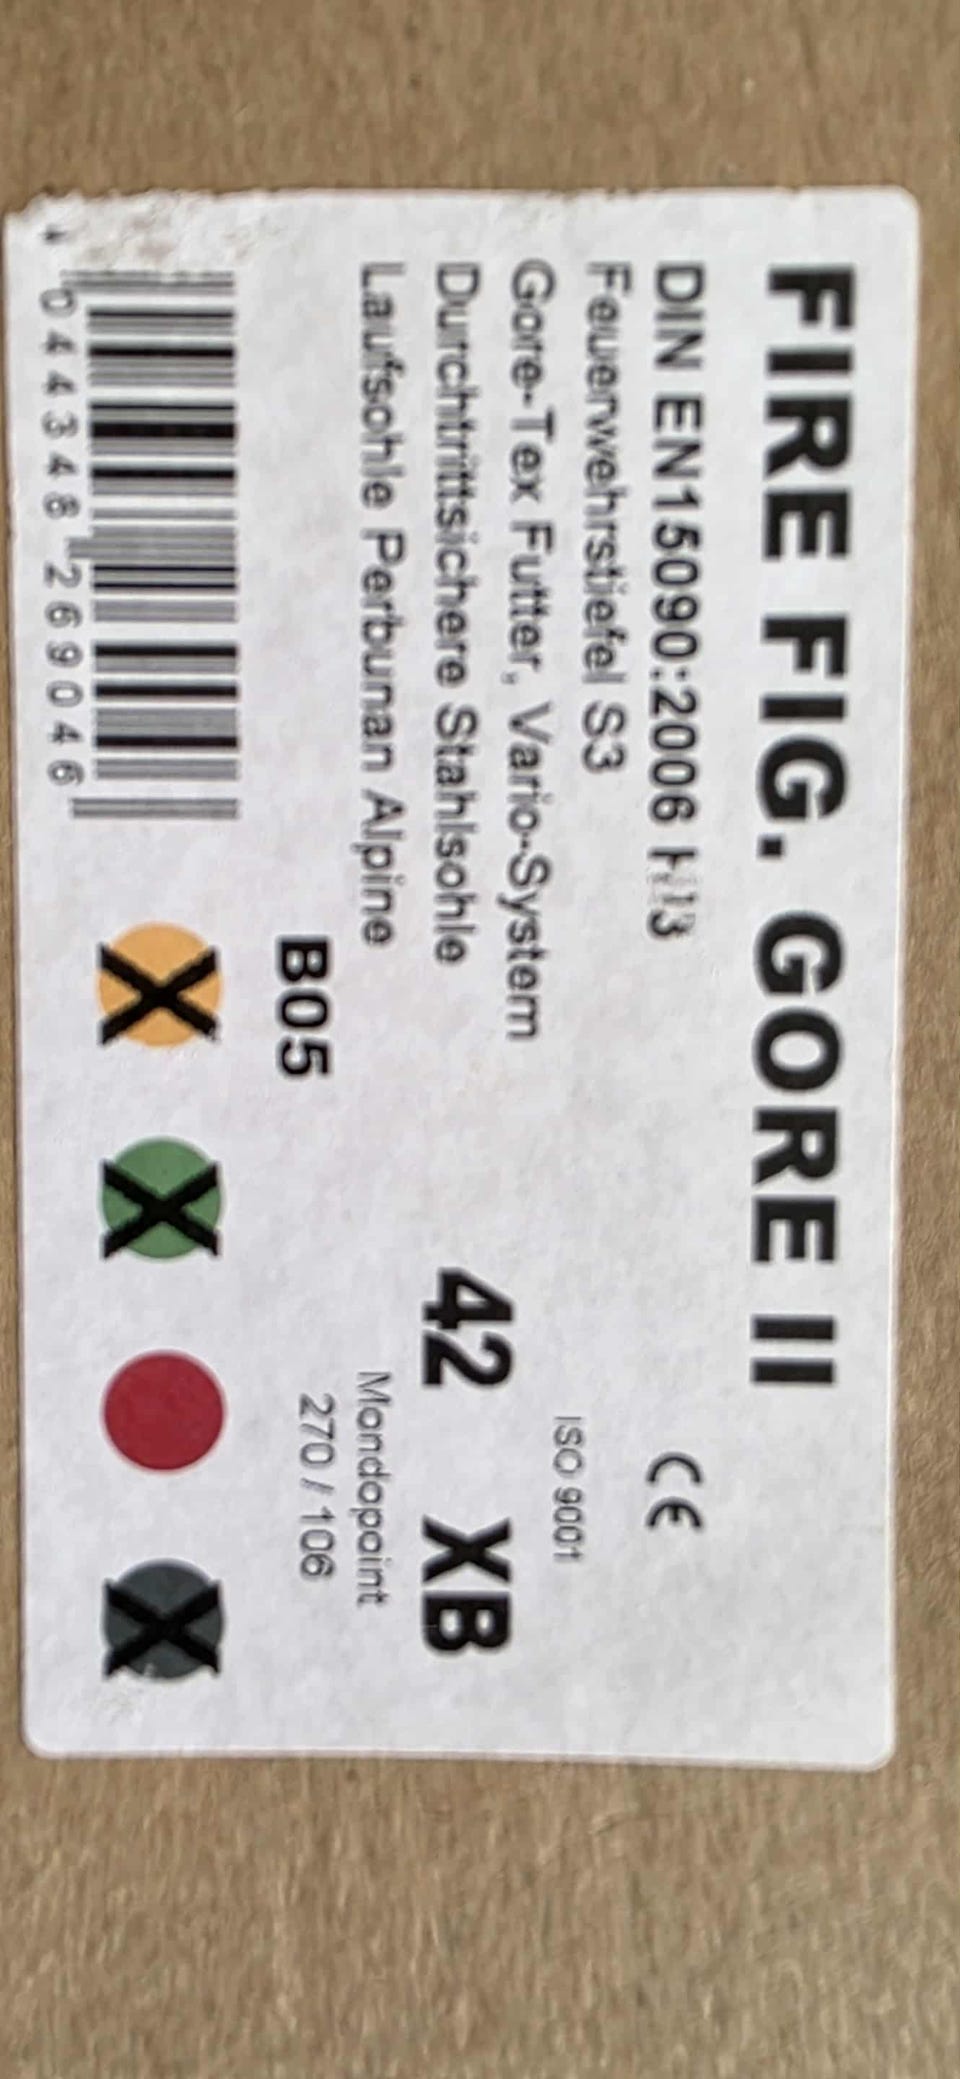 FIRE FIG. GORE II
DIN EN15090:2006
CE
Feuerwehrstiefel S3
ISO 9001
Gore-Tex Futter, Vario-System
Durchtrittsichere Stahlsohle
42 XB
Laufsohle Perbunan Alpine
Mondopoint
270 / 106
B05
4 044348 269046